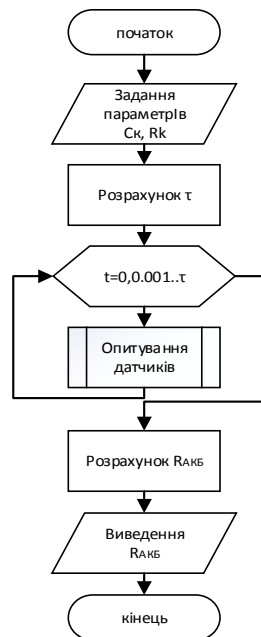 початок
Задання
параметрІв
Ск, Rk
Розрахунок τ
t=0,0.001..τ
Опитування
датчиків
Розрахунок RАКБ
Виведення
RАКБ
кінець